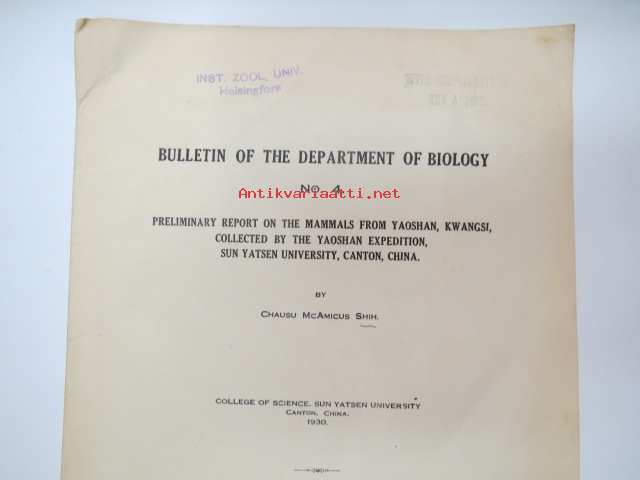 INST. ZOOL. UNIV.
Helsingfors
BULLETIN OF THE DEPARTMENT OF BIOLOGY
No. 4
Antikvariaatti.net
PRELIMINARY REPORT ON THE MAMMALS FROM YAOSHAN, KWANGSI,
COLLECTED BY THE YAOSHAN EXPEDITION,
SUN YATSEN UNIVERSITY, CANTON, CHINA.
BY
CHAUSU MCAMICUS SHIH.
COLLEGE OF SCIENCE, SUN YATSEN UNIVERSITY
CANTON, CHINA.
1930.